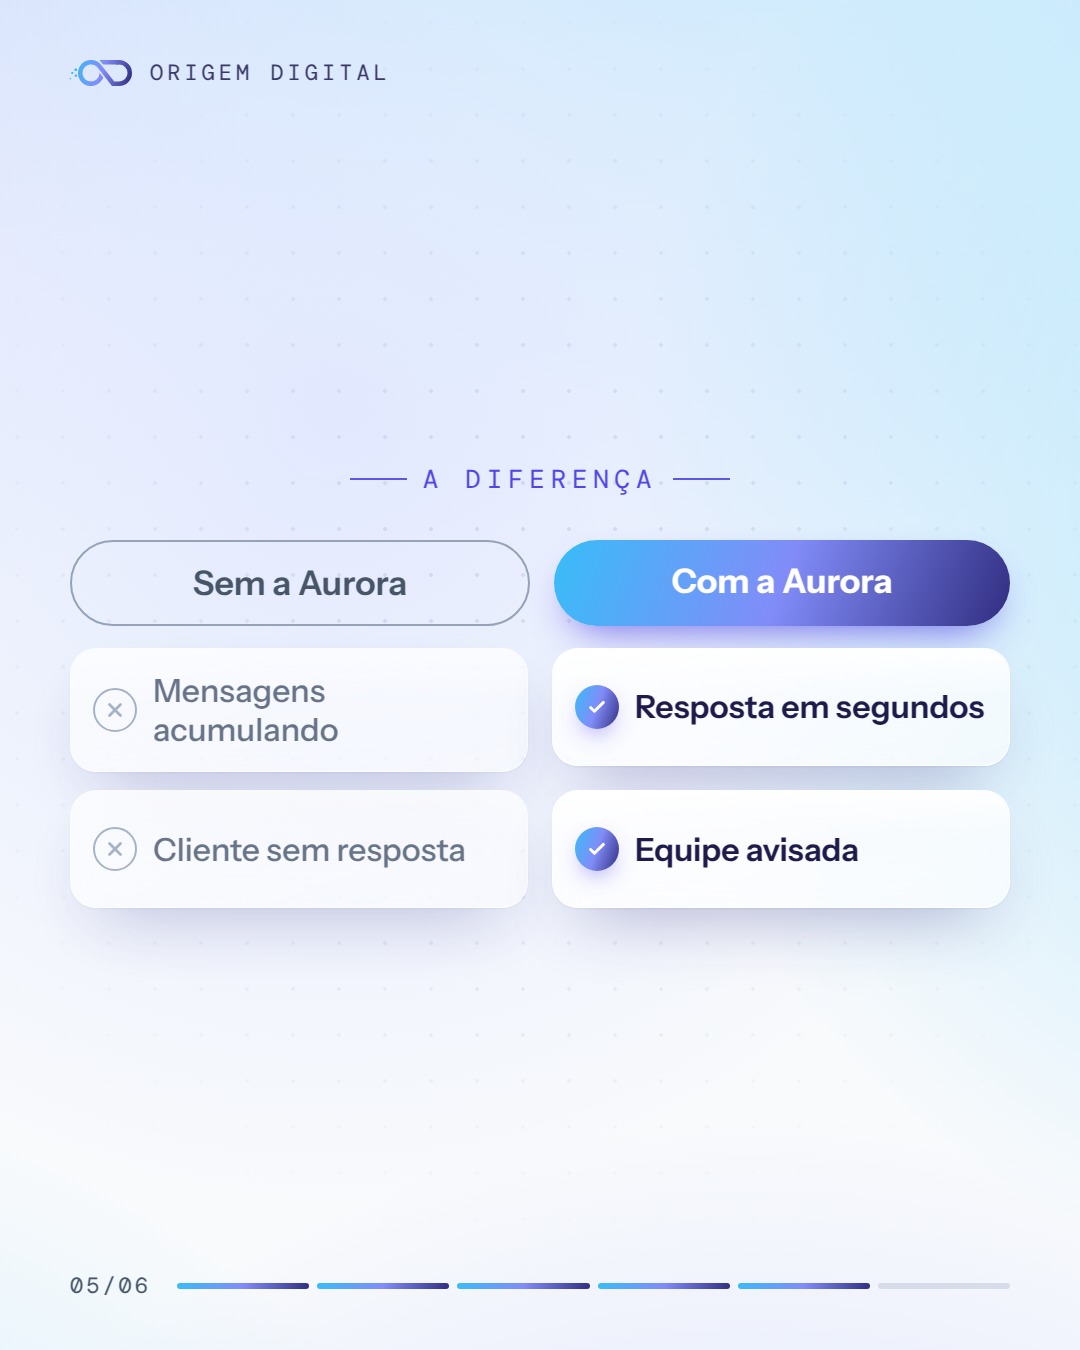 ORIGEM DIGITAL
A DIFERENÇA
Sem a Aurora
Com a Aurora
Mensagens
acumulando
Resposta em segundos
Cliente sem resposta
Equipe avisada
05/06